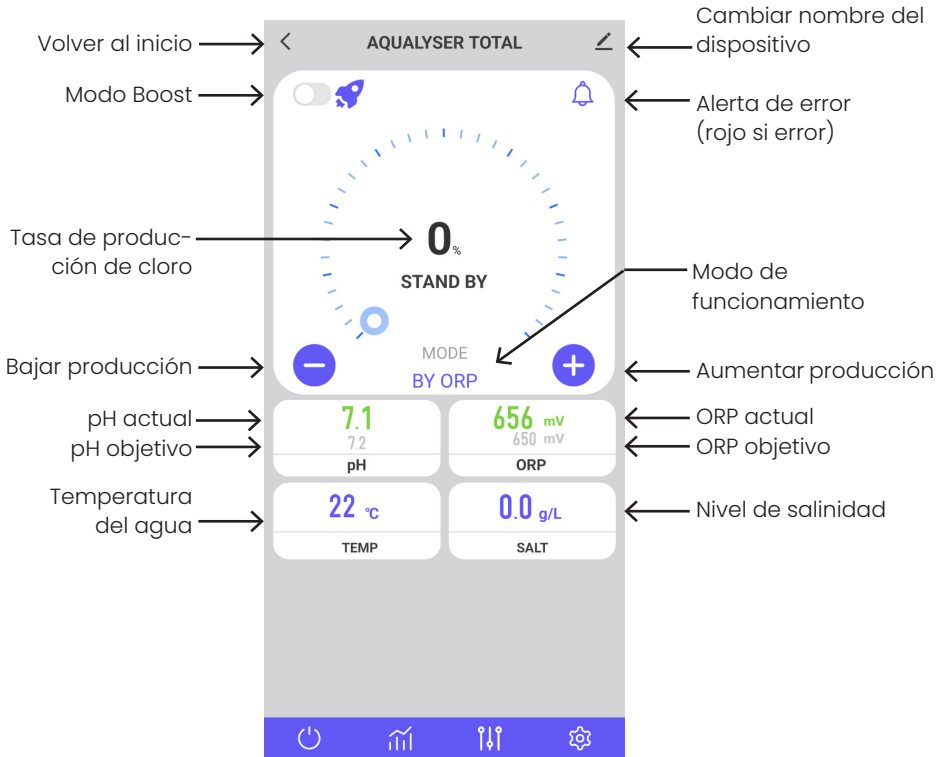 Volver al inicio
Modo Boost
Tasa de produc-
ción de cloro
Bajar producción
pH actual
pH objetivo
Temperatura
del agua
AQUALYSER TOTAL
0 %
STAND BY
MODE
BY ORP
7.1
7.2
pH
656 mV
650 mV
ORP
22 °C
TEMP
0.0 g/L
SALT
Cambiar nombre del
dispositivo
Alerta de error
(rojo si error)
Modo de
funcionamiento
Aumentar producción
ORP actual
ORP objetivo
Nivel de salinidad